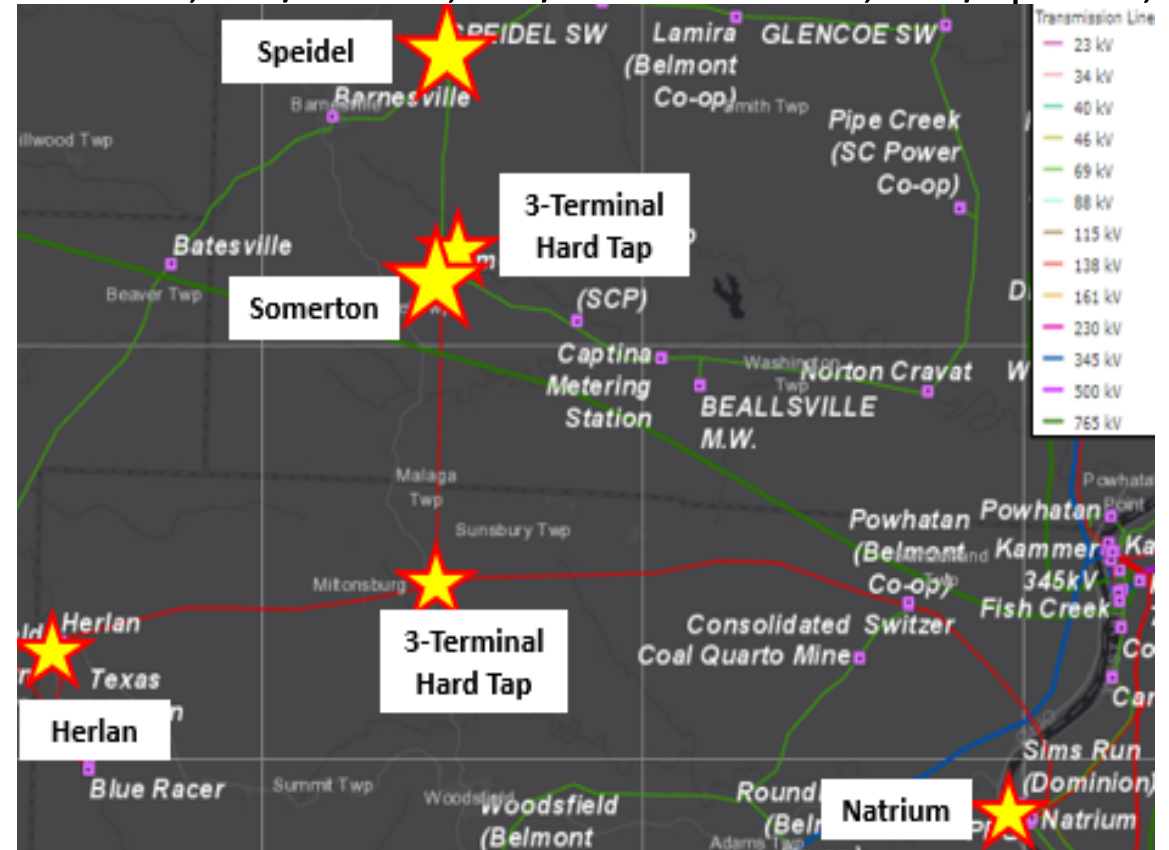 Speidel
SPEIDEL SW
Lamira
(Belmont
Co-op)
GLENCOE SW
Transmission Line
23 kV
34 kV
40 kV
46 kV
69 kV
88 kV
115 kV
138 kV
161 kV
230 kV
345 kV
500 kV
765 kV
Barnesville
Smith Twp
Pipe Creek
(SC Power
Co-op)
illwood Twp
3-Terminal
Hard Tap
Batesville
Beaver Twp
Somerton
(SCP)
Captina
Metering
Station
Washington
Twp
Norton Cravat
BEALLSVILLE
M.W.
Malaga
Twp
Sunsbury Twp
Miltonsburg
Powhatan
(Belmont
Co-op)
Powhatan
Point
Kammer
345kV
Fish Creek
Switzer
Consolidated
Coal Quarto Mine
Herlan
Texas
Herlan
3-Terminal
Hard Tap
Blue Racer
Summit Twp
Woodsfield
Woodsfield
(Belmont
Adams Twp
Natrium
Sims Run
(Dominion)
Natrium